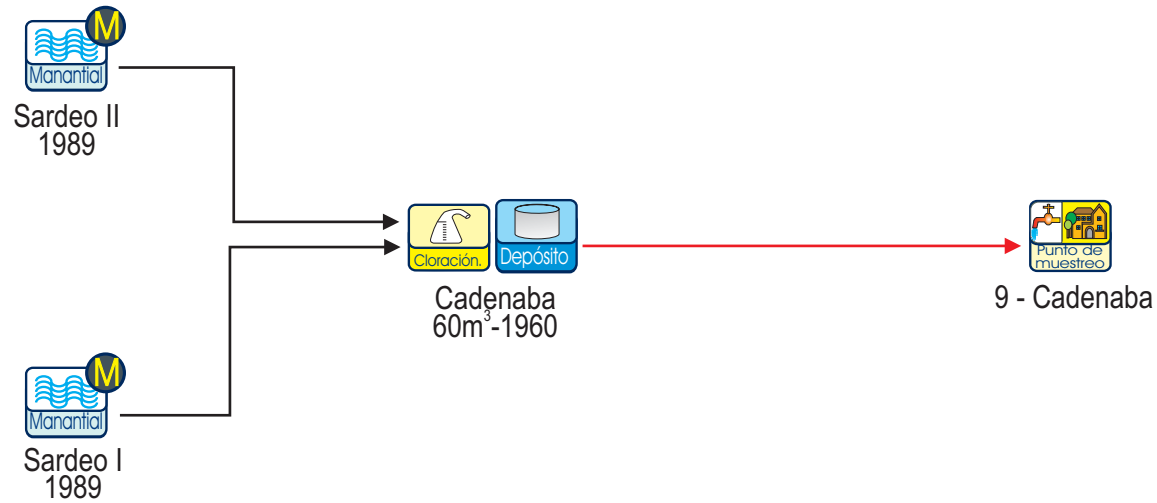 M
Manantial
Sardeo II
1989
Cloración.
Depósito
Cadenaba
60m³-1960
Punto de
muestreo
9 - Cadenaba
M
Manantial
Sardeo I
1989